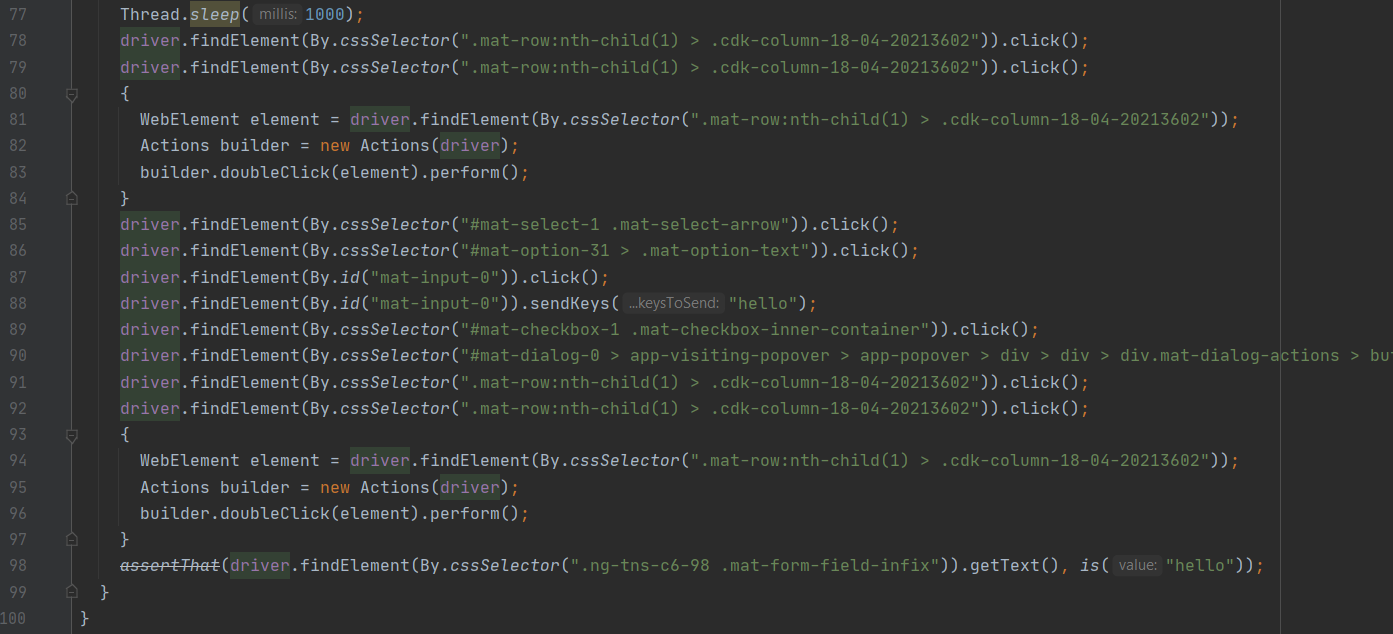 77 Thread.sleep( millis: 1000);
78 driver.findElement(By.cssSelector(".mat-row:nth-child(1) > .cdk-column-18-04-20213602")).click();
79 driver.findElement(By.cssSelector(".mat-row:nth-child(1) > .cdk-column-18-04-20213602")).click();
80 {
81 WebElement element = driver.findElement(By.cssSelector(".mat-row:nth-child(1) > .cdk-column-18-04-20213602"));
82 Actions builder = new Actions(driver);
83 builder.doubleClick(element).perform();
84 }
85 driver.findElement(By.cssSelector("#mat-select-1 .mat-select-arrow")).click();
86 driver.findElement(By.cssSelector("#mat-option-31 > .mat-option-text")).click();
87 driver.findElement(By.id("mat-input-0")).click();
88 driver.findElement(By.id("mat-input-0")).sendKeys( ...keysToSend: "hello");
89 driver.findElement(By.cssSelector("#mat-checkbox-1 .mat-checkbox-inner-container")).click();
90 driver.findElement(By.cssSelector("#mat-dialog-0 > app-visiting-popover > app-popover > div > div > div.mat-dialog-actions > bu
91 driver.findElement(By.cssSelector(".mat-row:nth-child(1) > .cdk-column-18-04-20213602")).click();
92 driver.findElement(By.cssSelector(".mat-row:nth-child(1) > .cdk-column-18-04-20213602")).click();
93 {
94 WebElement element = driver.findElement(By.cssSelector(".mat-row:nth-child(1) > .cdk-column-18-04-20213602"));
95 Actions builder = new Actions(driver);
96 builder.doubleClick(element).perform();
97 }
98 assertThat(driver.findElement(By.cssSelector(".ng-tns-c6-98 .mat-form-field-infix")).getText(), is( value: "hello"));
99 }
100 }